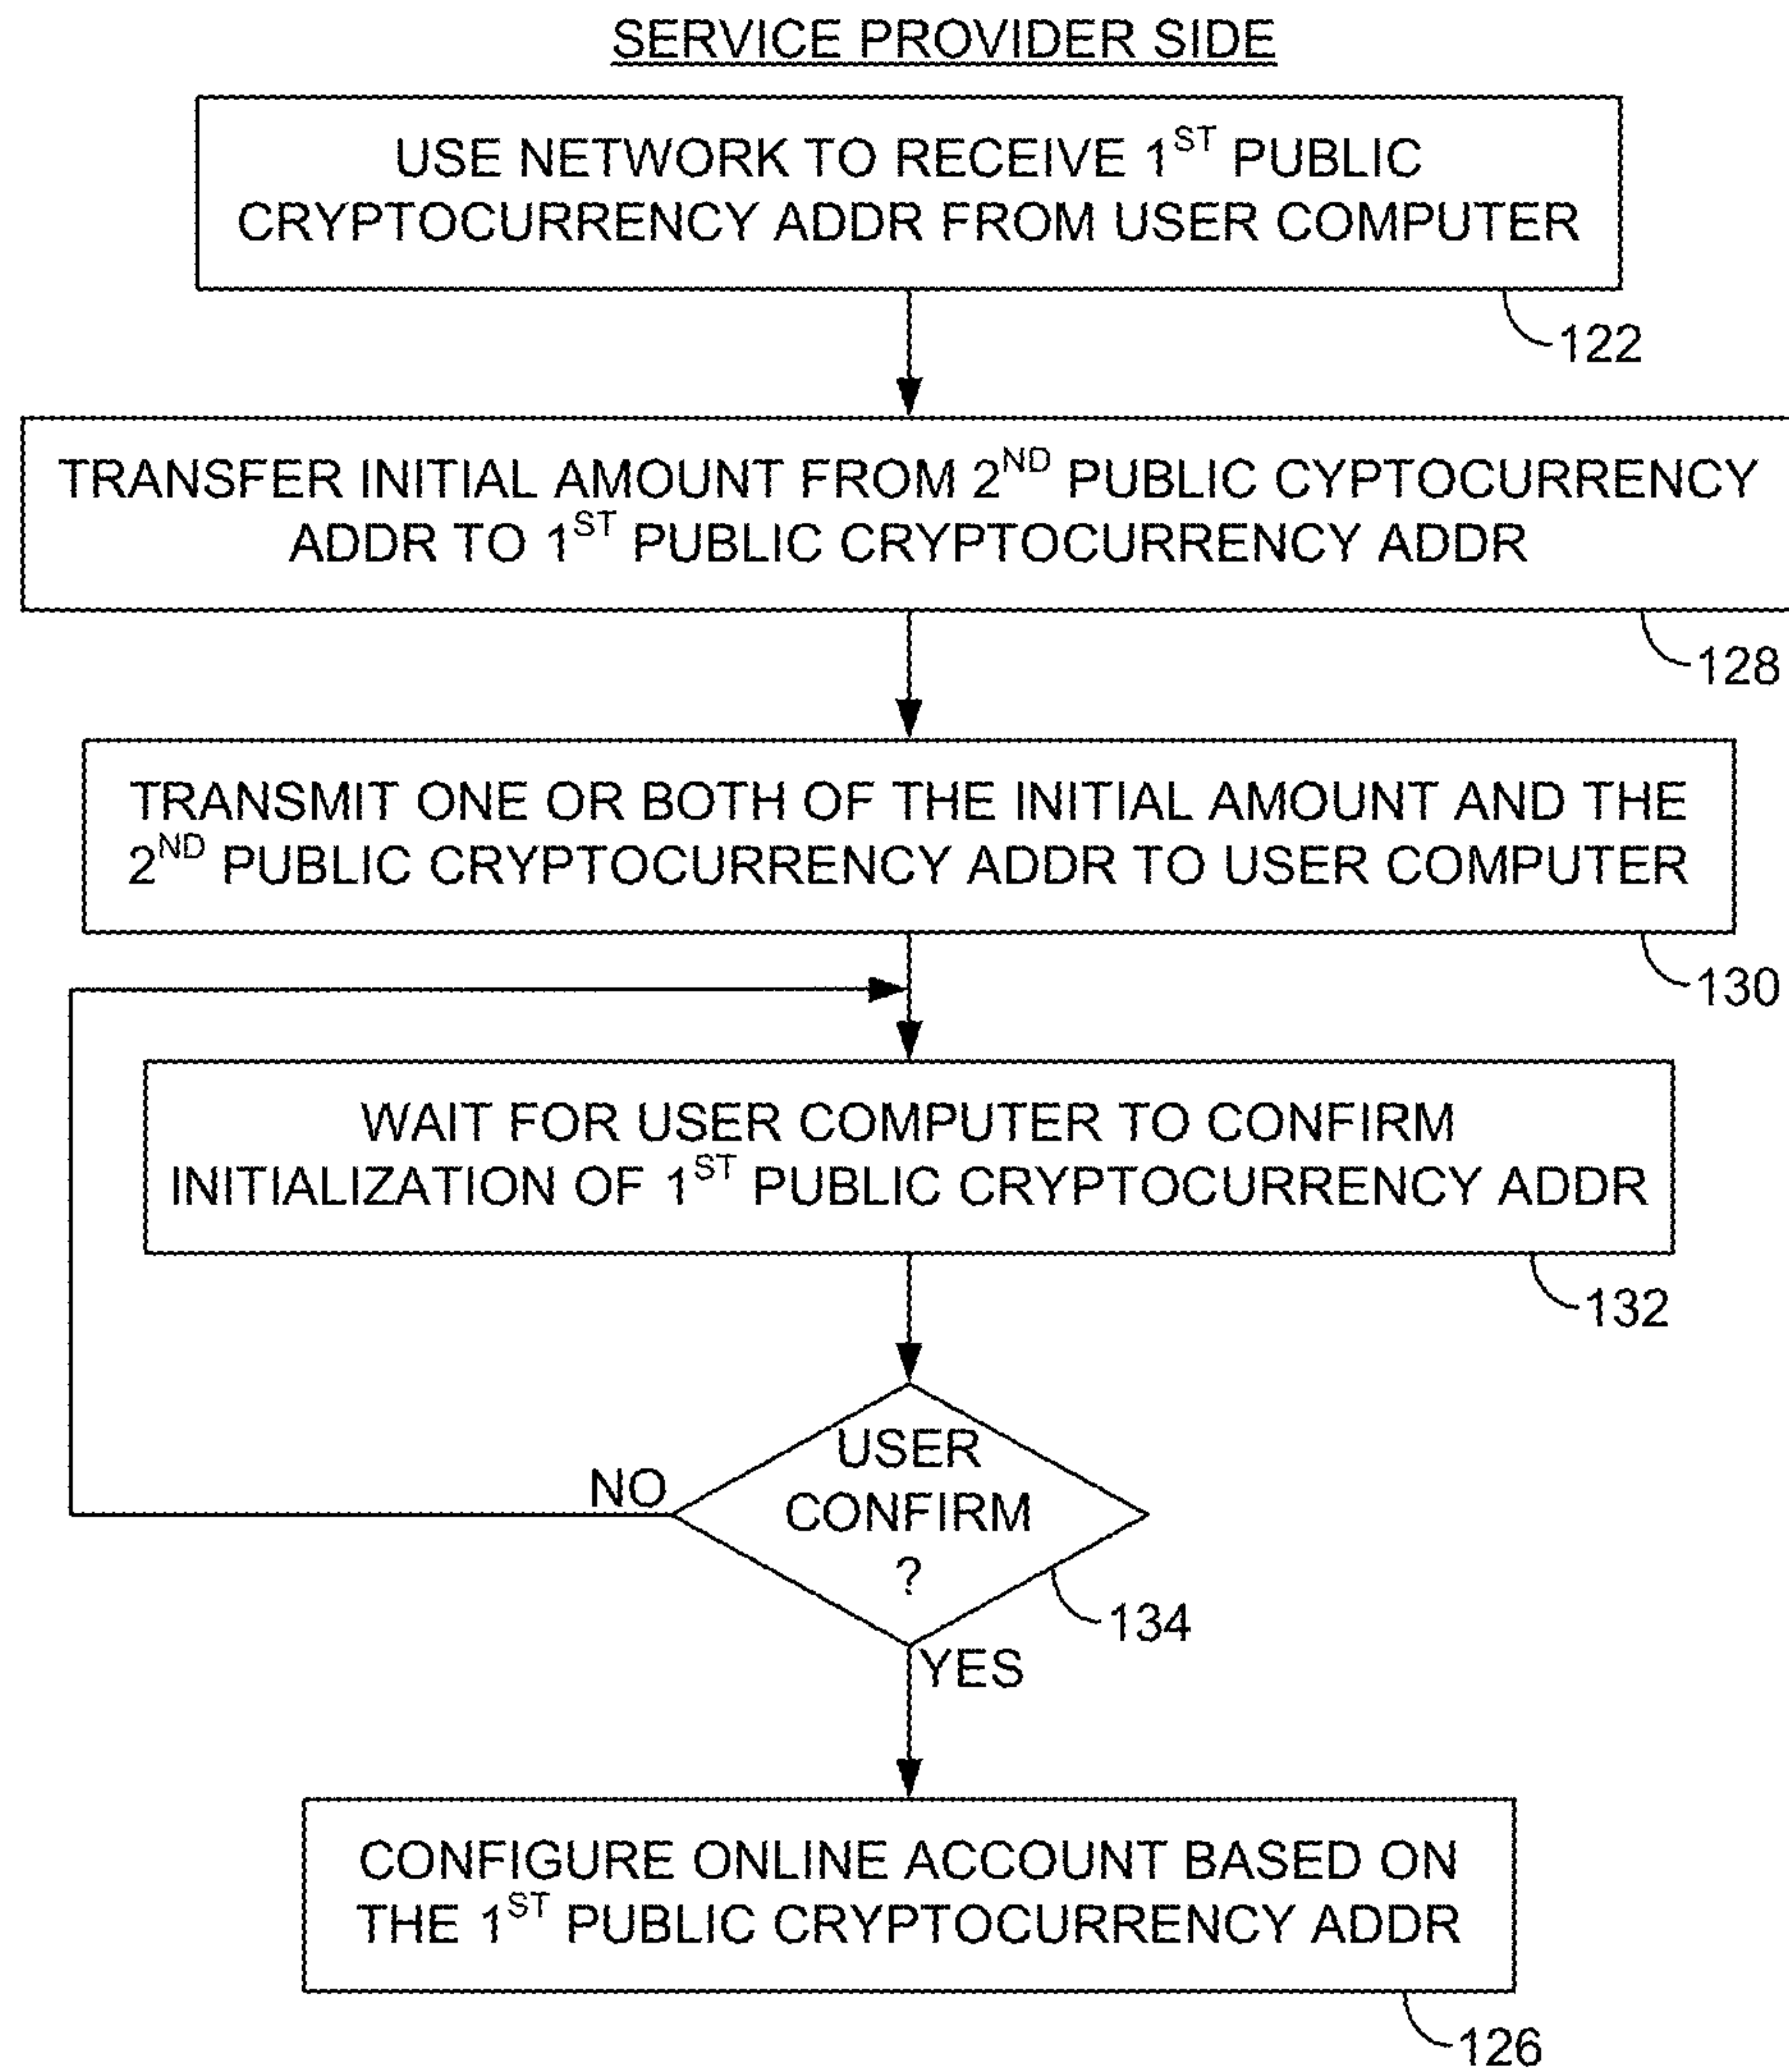 SERVICE PROVIDER SIDE
USE NETWORK TO RECEIVE 1ST PUBLIC
CRYPTOCURRENCY ADDR FROM USER COMPUTER
122
TRANSFER INITIAL AMOUNT FROM 2ND PUBLIC CYPTOCURRENCY
ADDR TO 1ST PUBLIC CRYPTOCURRENCY ADDR
128
TRANSMIT ONE OR BOTH OF THE INITIAL AMOUNT AND THE
2ND PUBLIC CRYPTOCURRENCY ADDR TO USER COMPUTER
130
WAIT FOR USER COMPUTER TO CONFIRM
INITIALIZATION OF 1ST PUBLIC CRYPTOCURRENCY ADDR
132
USER
CONFIRM
?
NO
134
YES
CONFIGURE ONLINE ACCOUNT BASED ON
THE 1ST PUBLIC CRYPTOCURRENCY ADDR
126